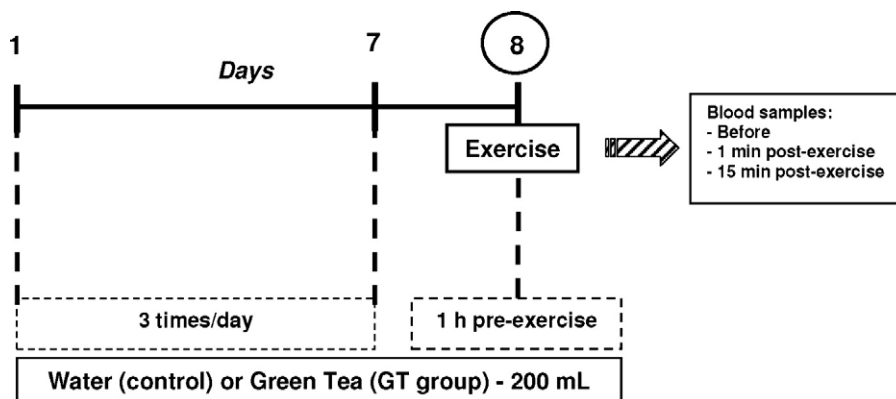 1
7
8
Days
Exercise
Blood samples:
- Before
- 1 min post-exercise
- 15 min post-exercise
3 times/day
1 h pre-exercise
Water (control) or Green Tea (GT group) - 200 mL